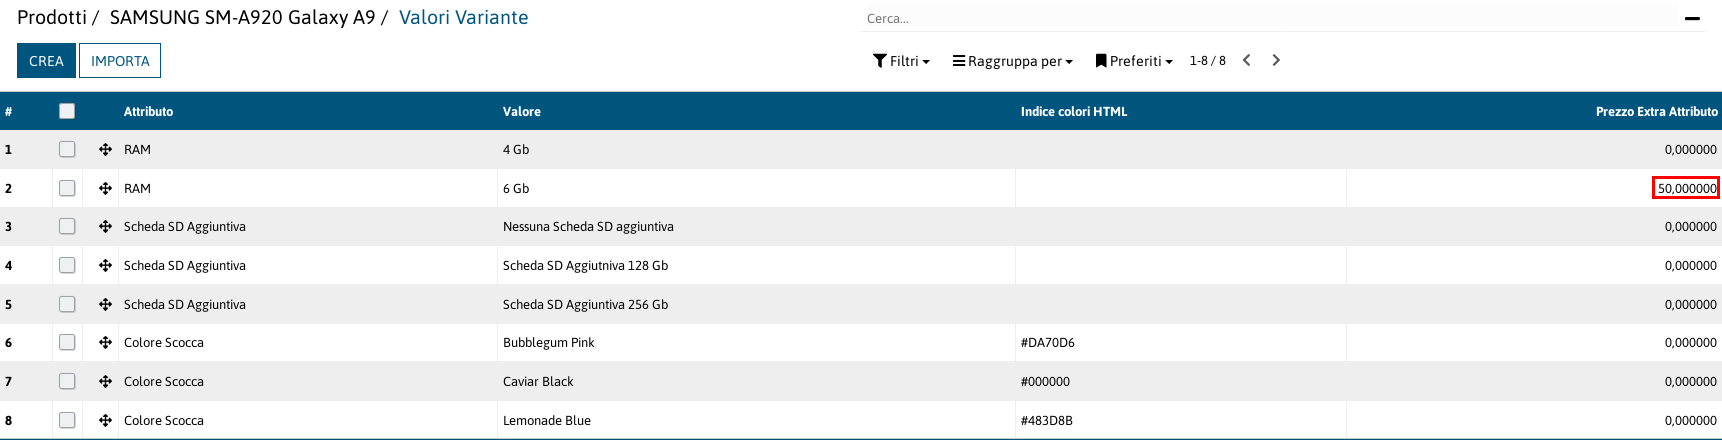 Prodotti / SAMSUNG SM-A920 Galaxy A9 / Valori Variante
Cerca...
CREA IMPORTA
Filtri Raggruppa per Preferiti 1-8 / 8
# Attributo Valore Indice colori HTML Prezzo Extra Attributo
1 RAM 4 Gb 0,000000
2 RAM 6 Gb 50,000000
3 Scheda SD Aggiuntiva Nessuna Scheda SD aggiuntiva 0,000000
4 Scheda SD Aggiuntiva Scheda SD Aggiutniva 128 Gb 0,000000
5 Scheda SD Aggiuntiva Scheda SD Aggiuntiva 256 Gb 0,000000
6 Colore Scocca Bubblegum Pink #DA70D6 0,000000
7 Colore Scocca Caviar Black #000000 0,000000
8 Colore Scocca Lemonade Blue #483D8B 0,000000